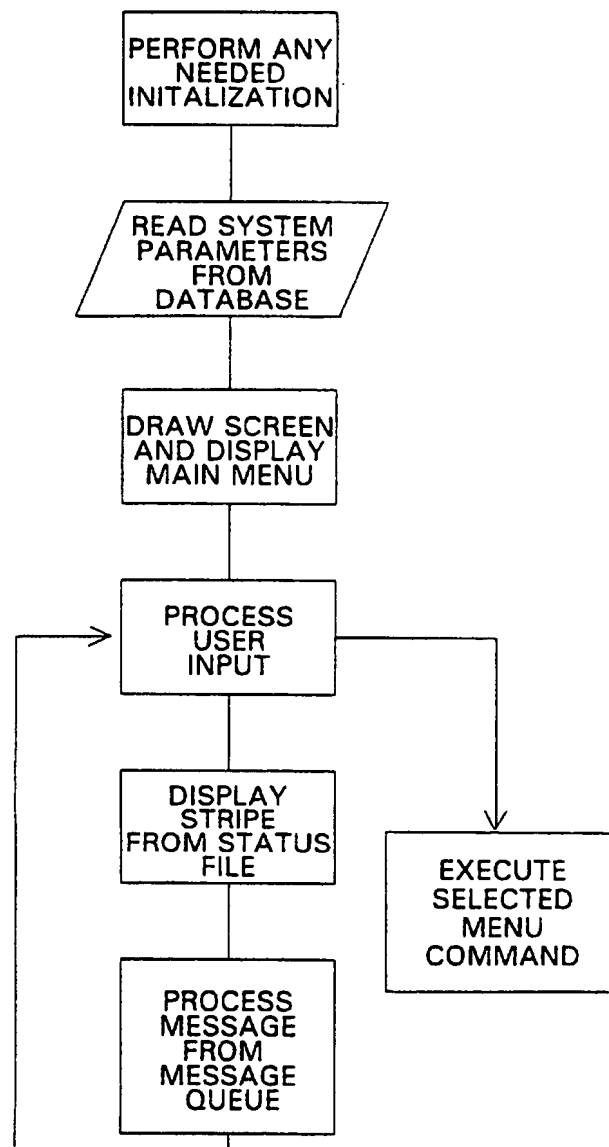 PERFORM ANY
NEEDED
INITALIZATION
READ SYSTEM
PARAMETERS
FROM
DATABASE
DRAW SCREEN
AND DISPLAY
MAIN MENU
PROCESS
USER
INPUT
DISPLAY
STRIPE
FROM STATUS
FILE
EXECUTE
SELECTED
MENU
COMMAND
PROCESS
MESSAGE
FROM
MESSAGE
QUEUE